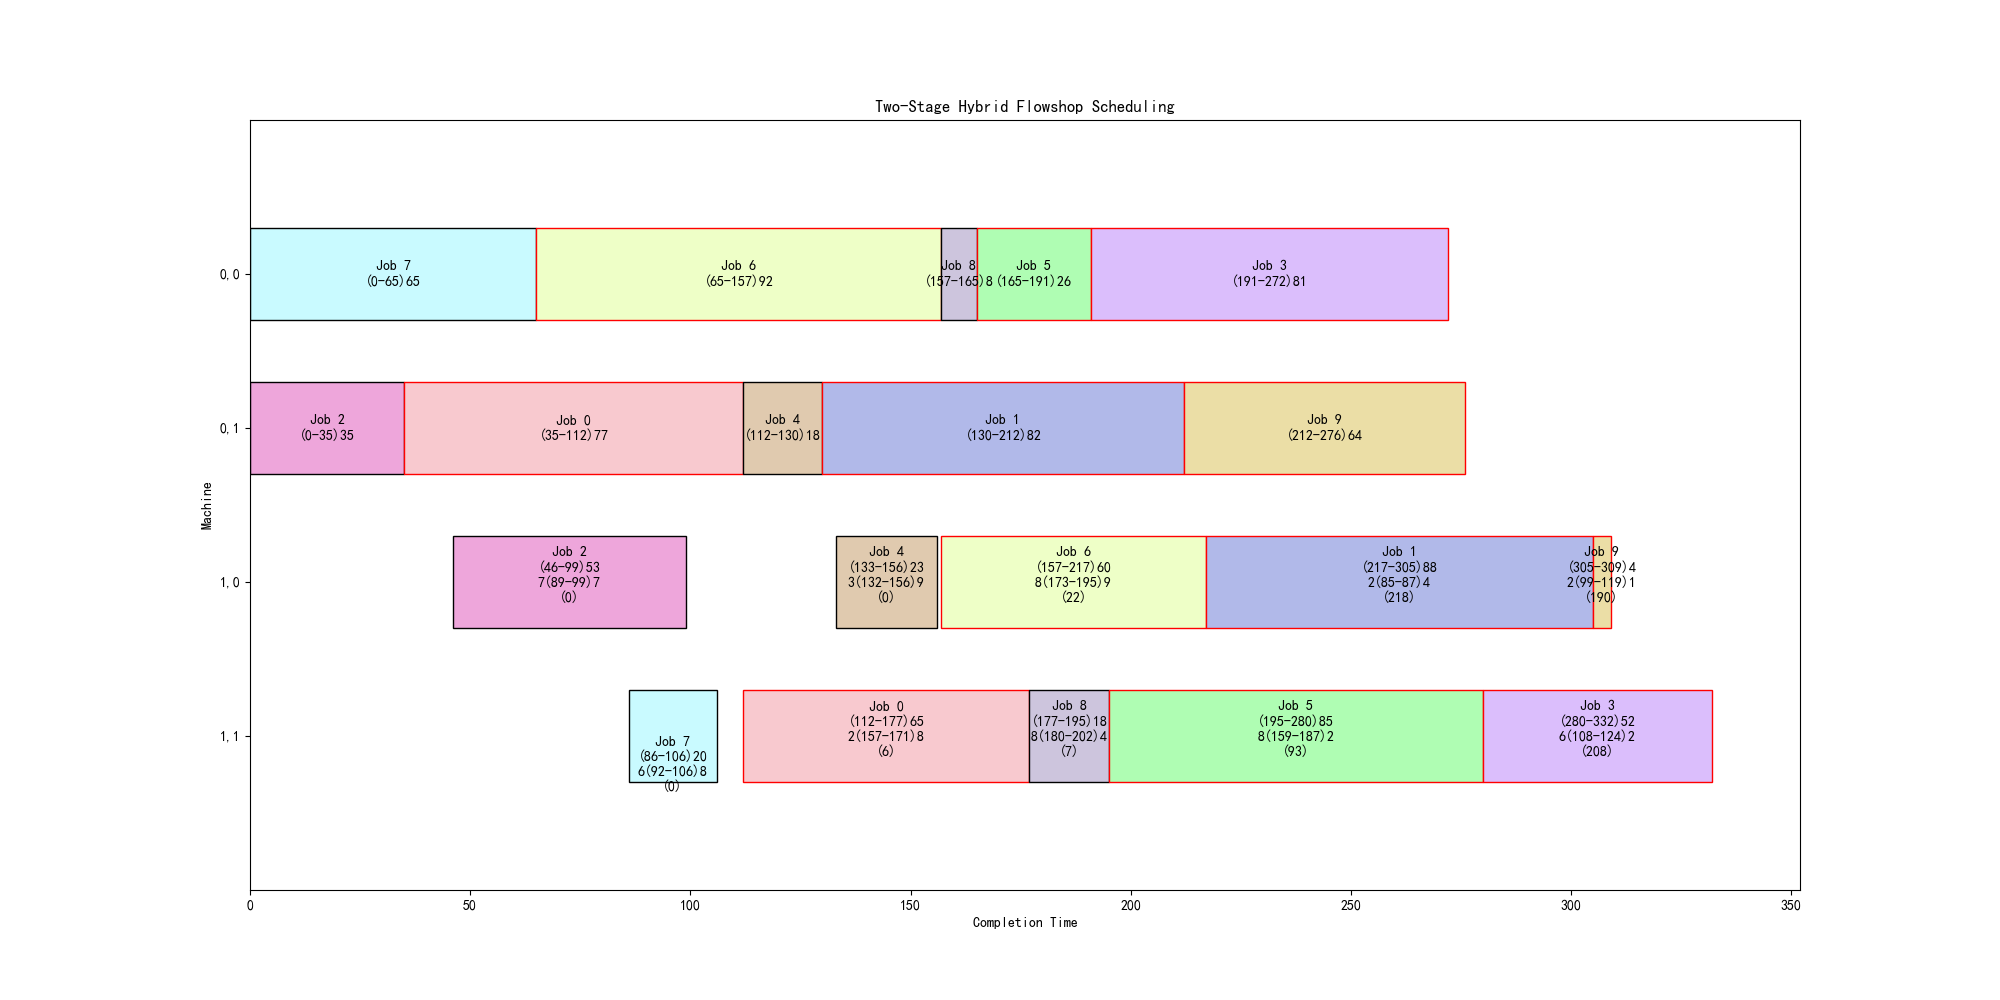 Two-Stage Hybrid Flowshop Scheduling
Machine
0,0
Job 7
(0-65)65
Job 6
(65-157)92
Job 8
(157-165)8
Job 5
(165-191)26
Job 3
(191-272)81
0,1
Job 2
(0-35)35
Job 0
(35-112)77
Job 4
(112-130)18
Job 1
(130-212)82
Job 9
(212-276)64
1,0
Job 2
(46-99)53
7(89-99)7
(0)
Job 4
(133-156)23
3(132-156)9
(0)
Job 6
(157-217)60
8(173-195)9
(22)
Job 1
(217-305)88
2(85-87)4
(218)
Job 9
(305-309)4
2(99-119)1
(190)
1,1
Job 7
(86-106)20
6(92-106)8
(0)
Job 0
(112-177)65
2(157-171)8
(6)
Job 8
(177-195)18
8(180-202)4
(7)
Job 5
(195-280)85
8(159-187)2
(93)
Job 3
(280-332)52
6(108-124)2
(208)
0
50
100
150
200
250
300
350
Completion Time